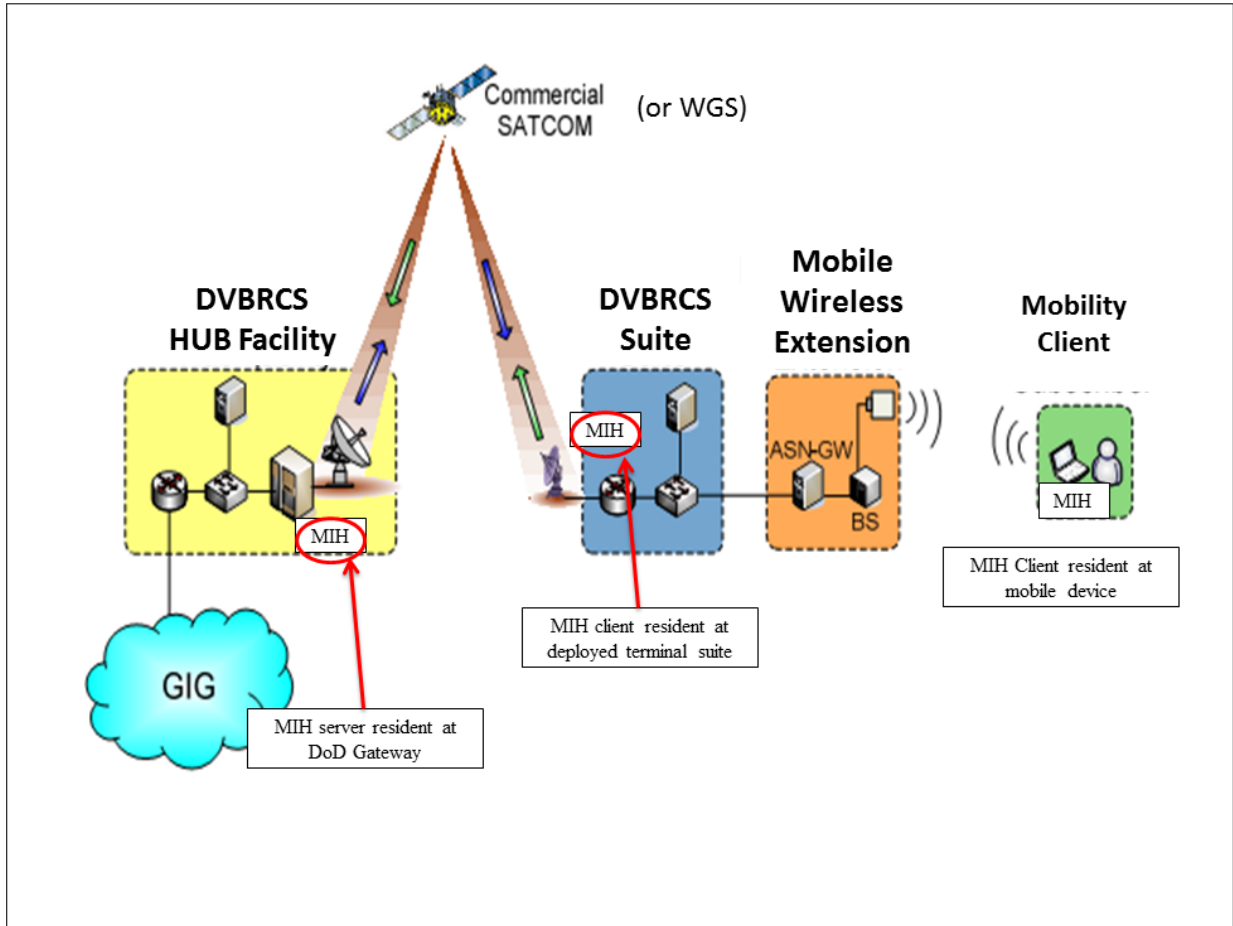 Commercial
SATCOM
(or WGS)
DVBRCS
HUB Facility
DVBRCS
Suite
Mobile
Wireless
Extension
Mobility
Client
MIH
MIH
ASN-GW
BS
MIH
MIH Client resident at
mobile device
MIH client resident at
deployed terminal suite
GIG
MIH server resident at
DoD Gateway